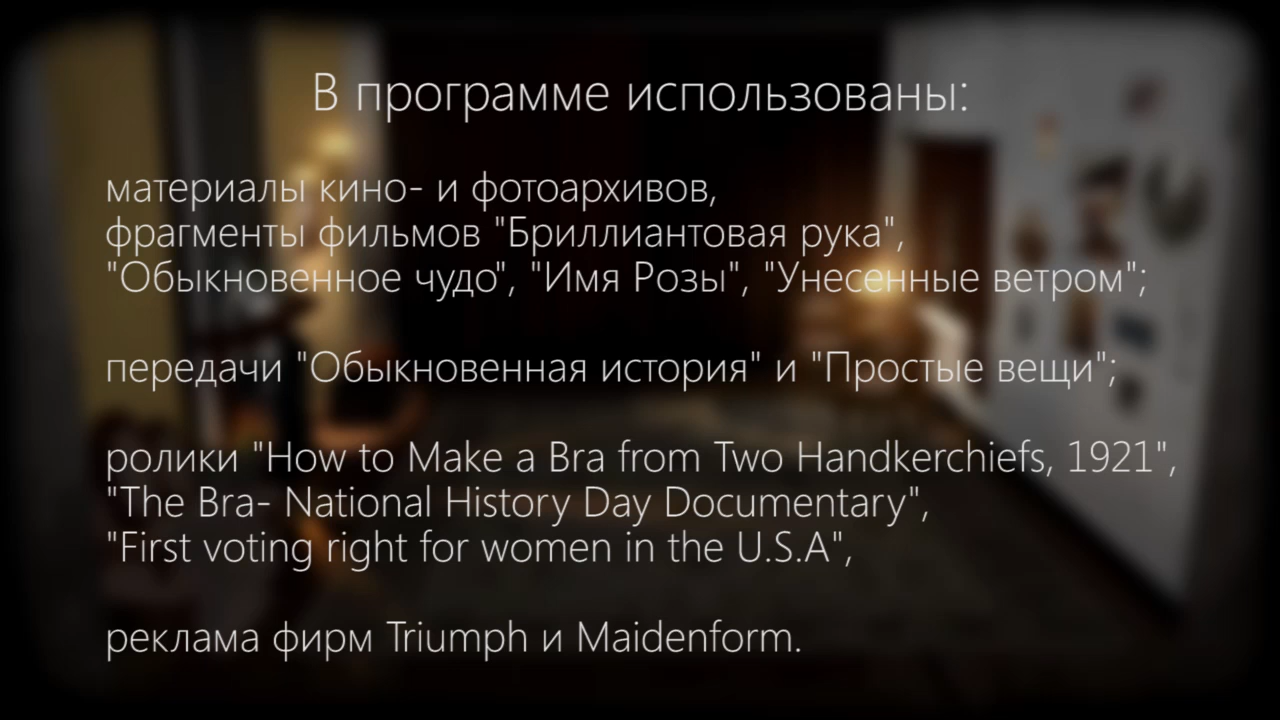 В программе использованы:
материалы кино- и фотоархивов,
фрагменты фильмов "Бриллиантовая рука",
"Обыкновенное чудо", "Имя Розы", "Унесенные ветром";
передачи "Обыкновенная история" и "Простые вещи";
ролики "How to Make a Bra from Two Handkerchiefs, 1921",
"The Bra- National History Day Documentary",
"First voting right for women in the U.S.A",
реклама фирм Triumph и Maidenform.